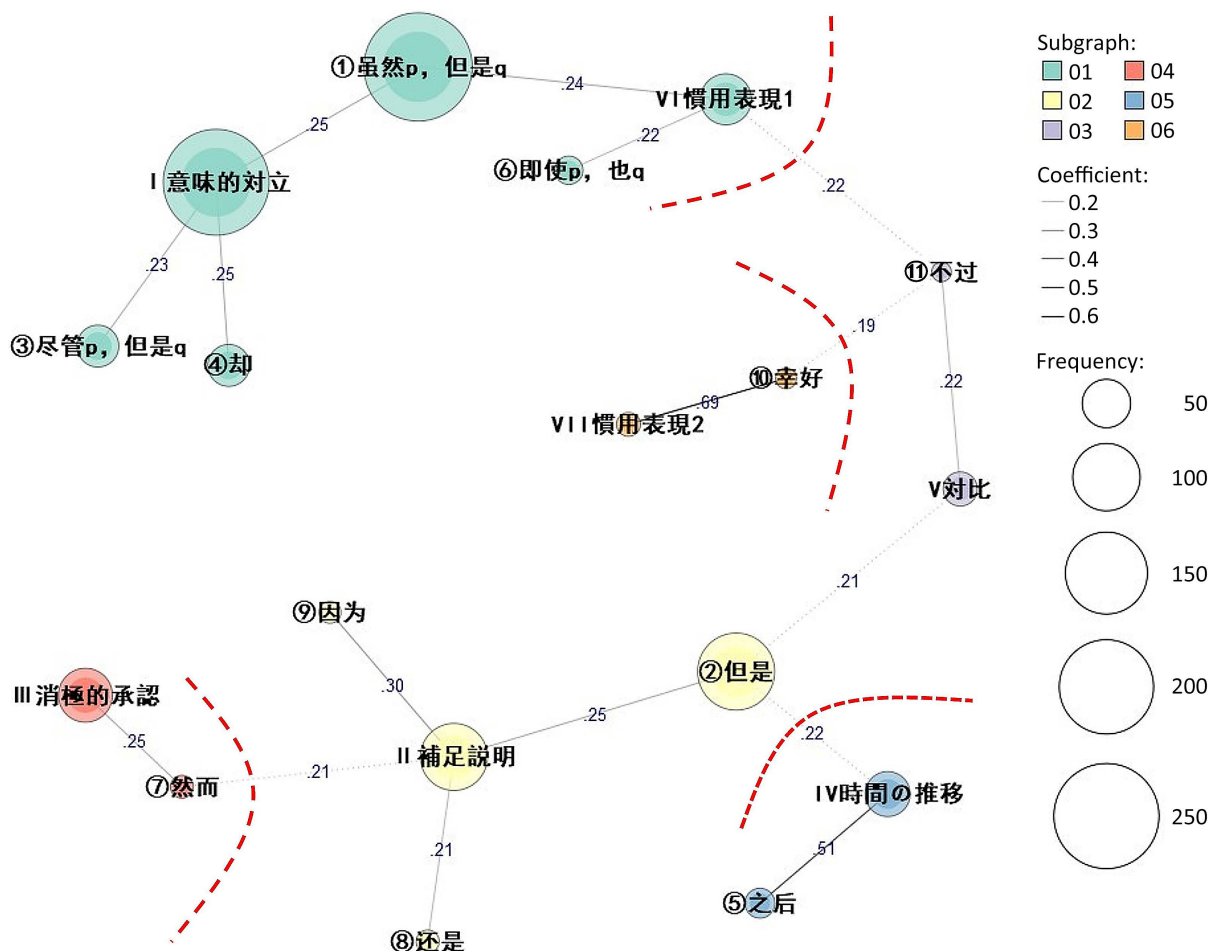 ①虽然p，但是q
.24
VI慣用表現1
.25
.22
⑥即使p，也q
I 意味的対立
.22
.23
.25
⑪不过
③尽管p，但是q
④却
.19
⑩幸好
.22
.69
VII慣用表現2
V対比
.21
⑨因为
②但是
III消極的承認
.30
.25
.25
.22
II 補足説明
⑦然而
.21
IV時間の推移
.21
.51
⑤之后
⑧还是
Subgraph:
01 04
02 05
03 06
Coefficient:
0.2
0.3
0.4
0.5
0.6
Frequency:
50
100
150
200
250